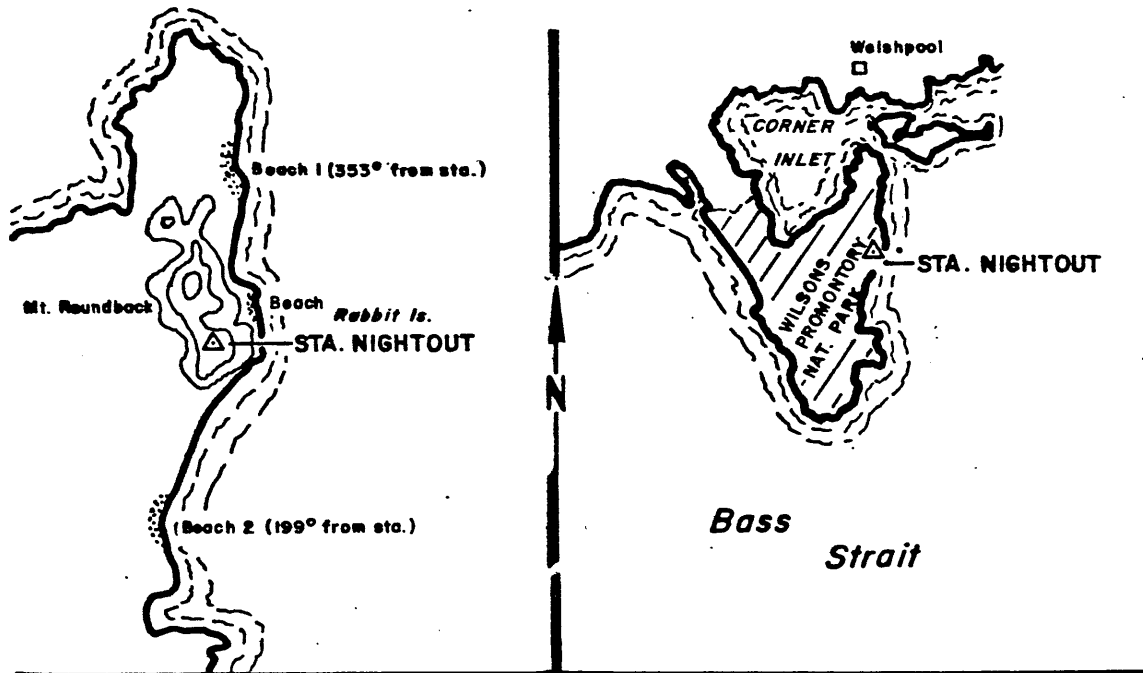 Beach 1 (353° from sta.)
Mt. Roundback
Beach
Rabbit Is.
STA. NIGHTOUT
Beach 2 (199° from sta.)
N
Welshpool
CORNER
INLET
STA. NIGHTOUT
WILSONS
PROMONTORY
NAT. PARK
Bass
Strait